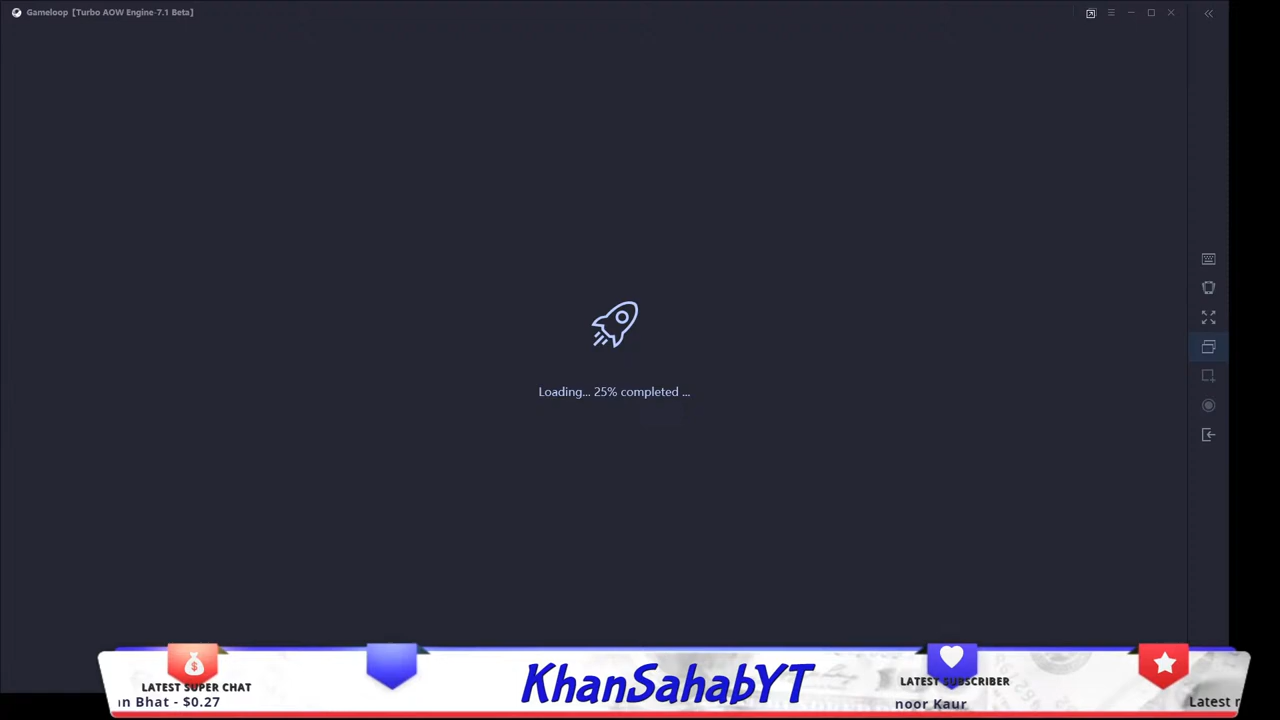 Gameloop [Turbo AOW Engine-7.1 Beta]
Loading... 25% completed ...
LATEST SUPER CHAT
Bhat - $0.27
KhanSahabYT
LATEST SUBSCRIBER
noor Kaur
Latest